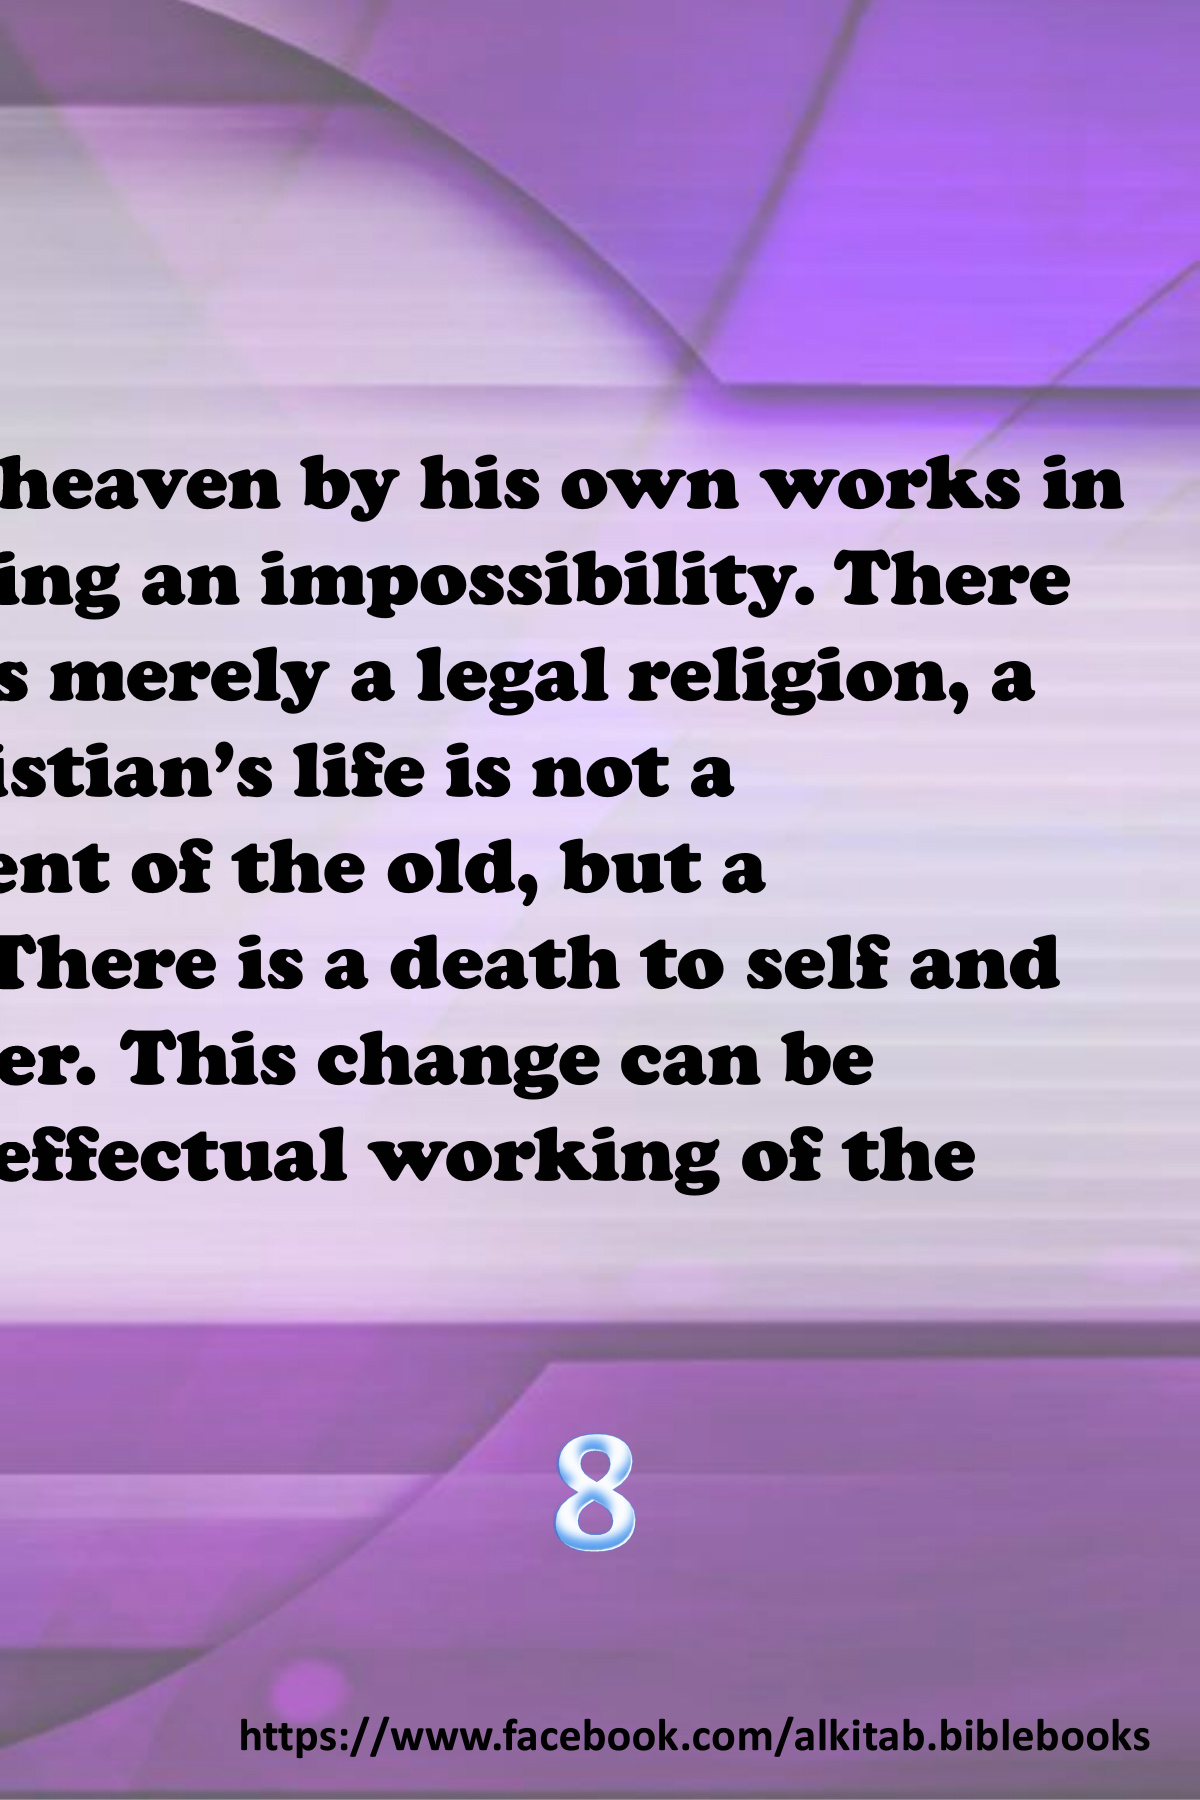 heaven by his own works in
ing an impossibility. There
s merely a legal religion, a
istian’s life is not a
ent of the old, but a
There is a death to self and
er. This change can be
effectual working of the
8
https://www.facebook.com/alkitab.biblebooks